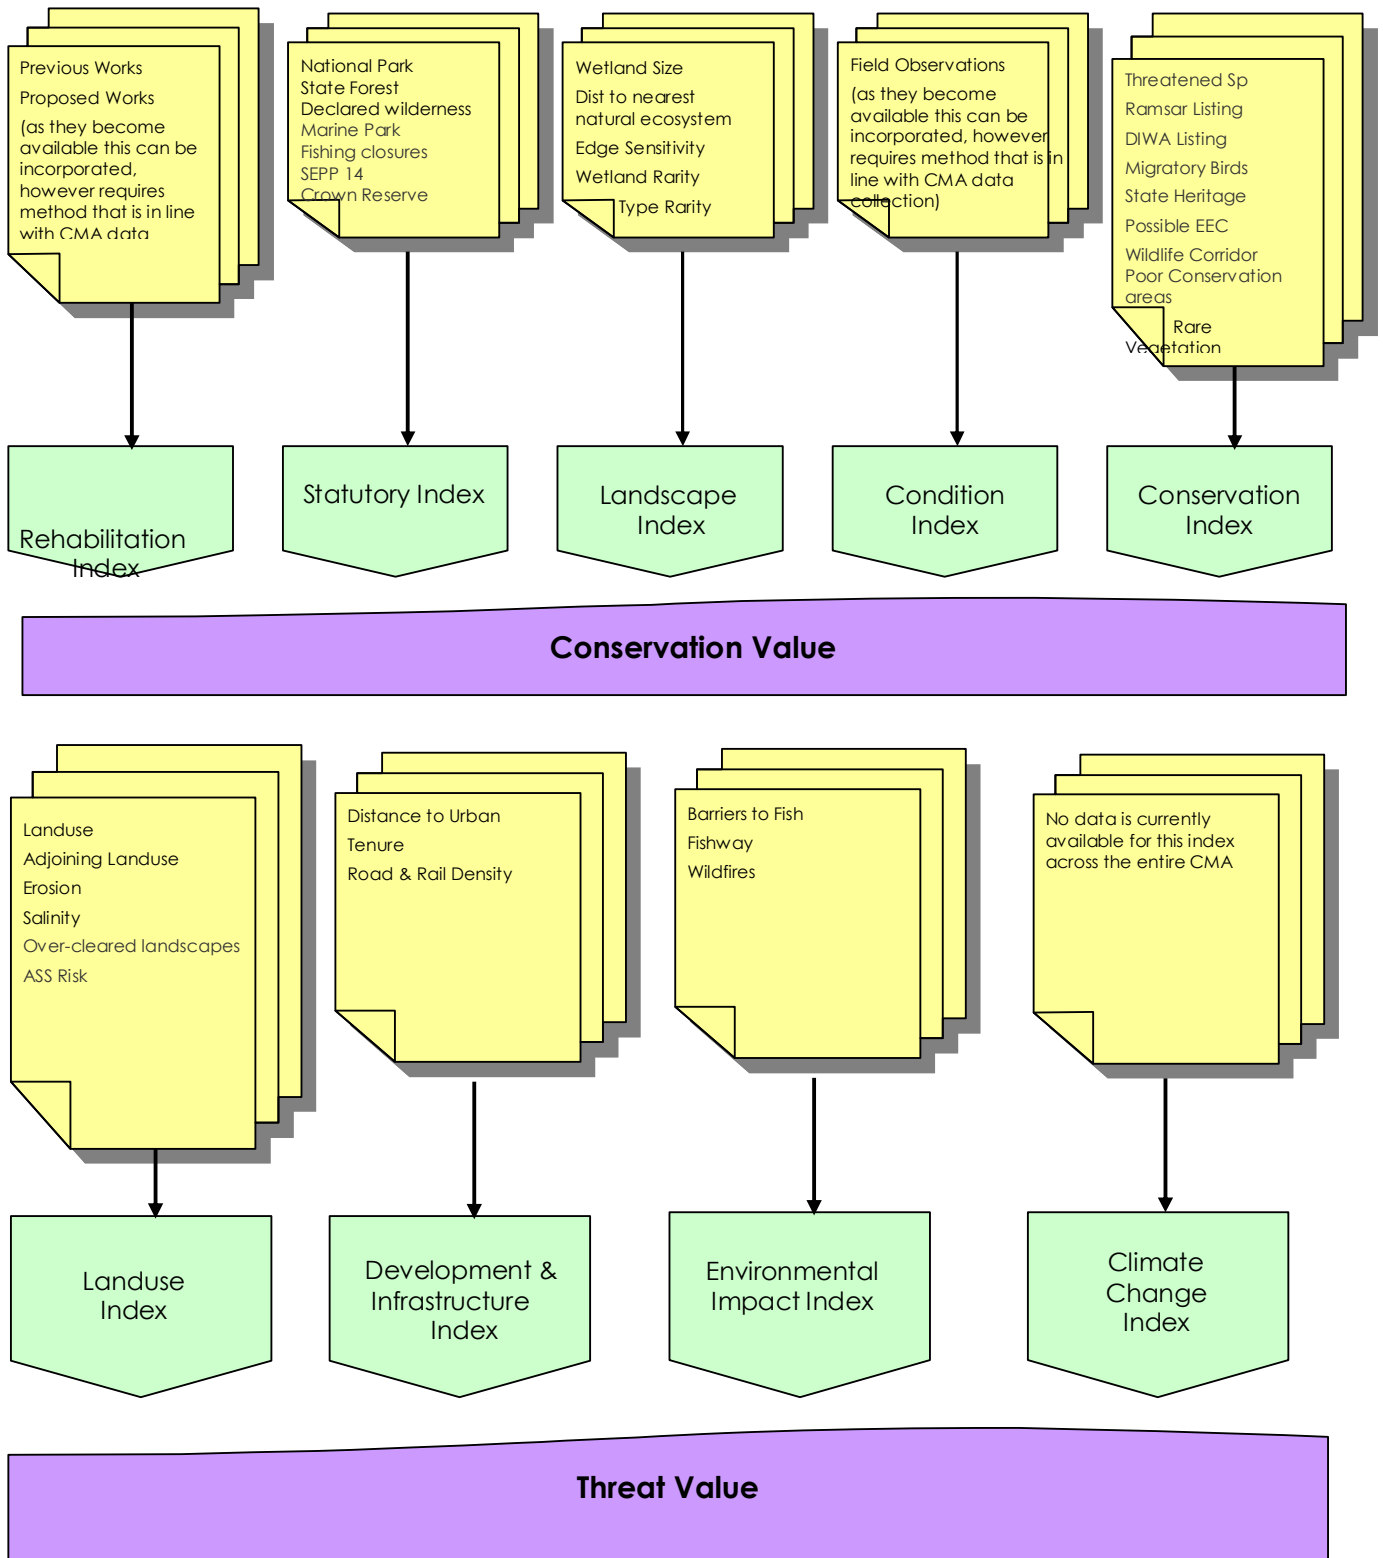 Previous Works
Proposed Works
(as they become
available this can be
incorporated,
however requires
method that is in line
with CMA data
National Park
State Forest
Declared wilderness
Marine Park
Fishing closures
SEPP 14
Crown Reserve
Wetland Size
Dist to nearest
natural ecosystem
Edge Sensitivity
Wetland Rarity
Type Rarity
Field Observations
(as they become
available this can be
incorporated, however
requires method that is in
line with CMA data
collection)
Threatened Sp
Ramsar Listing
DIWA Listing
Migratory Birds
State Heritage
Possible EEC
Wildlife Corridor
Poor Conservation
areas
Rare
Vegetation
Rehabilitation
Index
Statutory Index
Landscape
Index
Condition
Index
Conservation
Index
Conservation Value
Landuse
Adjoining Landuse
Erosion
Salinity
Over-cleared landscapes
ASS Risk
Distance to Urban
Tenure
Road & Rail Density
Barriers to Fish
Fishway
Wildfires
No data is currently
available for this index
across the entire CMA
Landuse
Index
Development &
Infrastructure
Index
Environmental
Impact Index
Climate
Change
Index
Threat Value